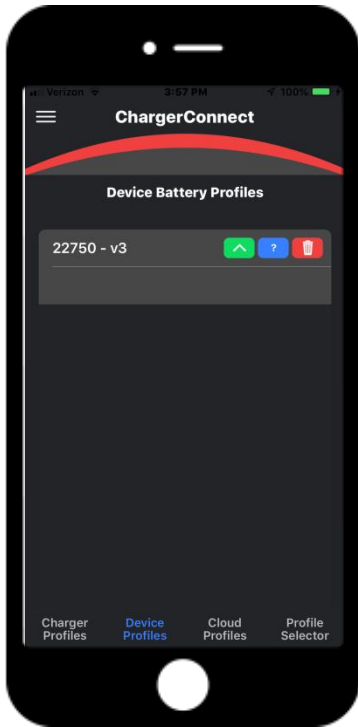 Verizon 3:57 PM 100%
ChargerConnect
Device Battery Profiles
22750 - v3 ?
Charger Profiles
Device Profiles
Cloud Profiles
Profile Selector